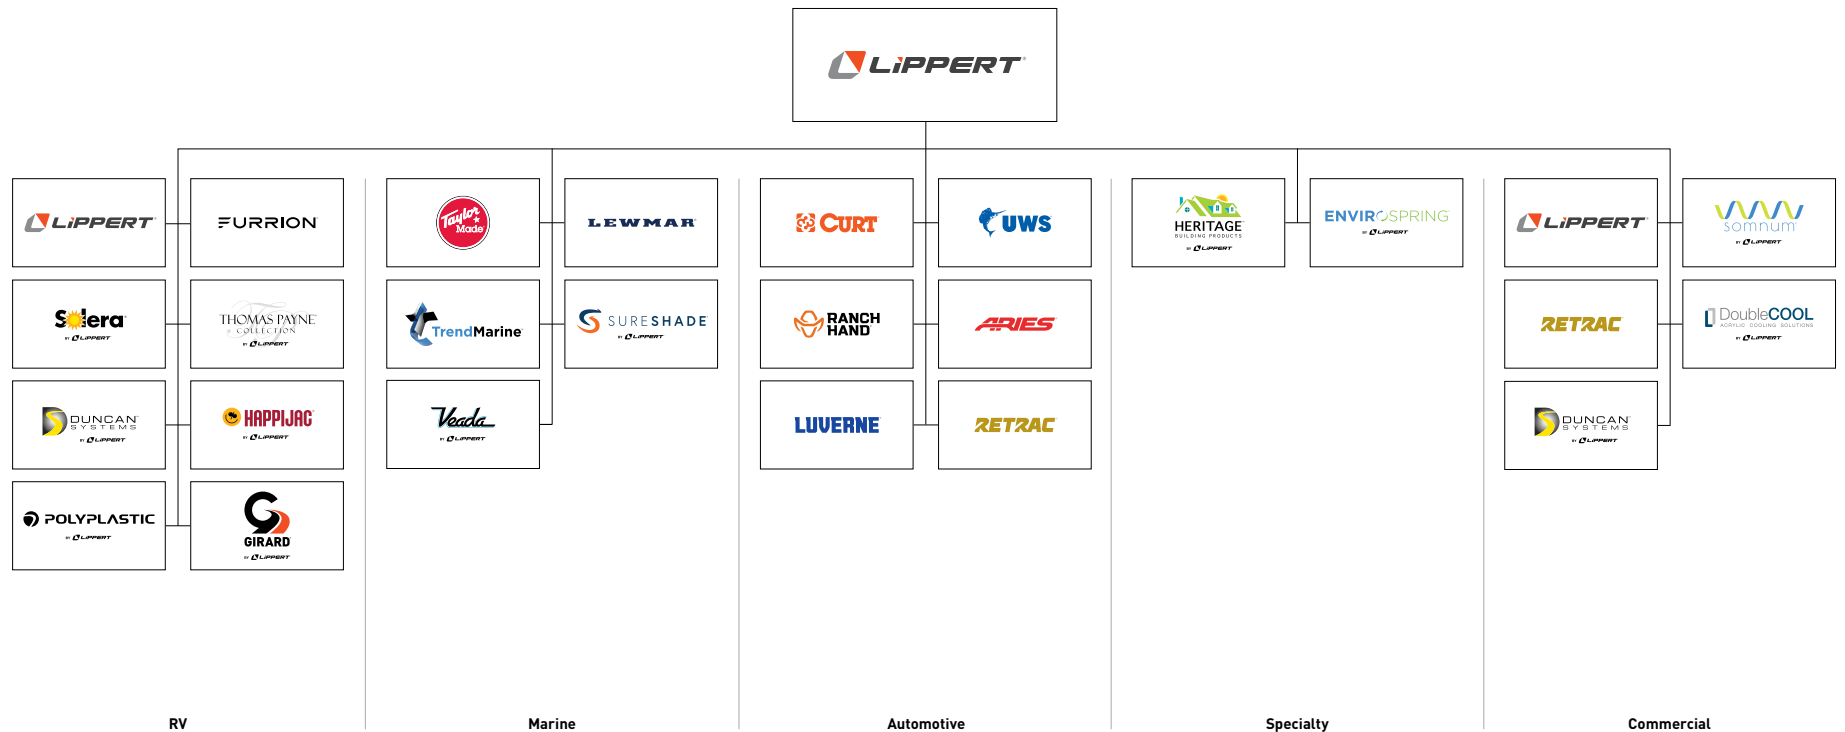 LiPPERT®
LiPPERT®
FURRION
Solera
BY LiPPERT
THOMAS PAYNE
COLLECTION
BY LiPPERT
DUNCAN
SYSTEMS
BY LiPPERT
HAPPIJAC
BY LiPPERT
POLYPLASTIC
BY LiPPERT
GIRARD
BY LiPPERT
RV
Taylor
Made
LEWMAR
TrendMarine
SURESHADE
BY LiPPERT
Veada
BY LiPPERT
Marine
CURT
UWS
RANCH
HAND
ARIES
LUVERNE
RETRAC
Automotive
HERITAGE
BUILDING PRODUCTS
BY LiPPERT
ENVIROSPRING
BY LiPPERT
Specialty
LiPPERT®
somnum
BY LiPPERT
RETRAC
DoubleCOOL
ACRYLIC COOLING SOLUTIONS
BY LiPPERT
DUNCAN
SYSTEMS
BY LiPPERT
Commercial